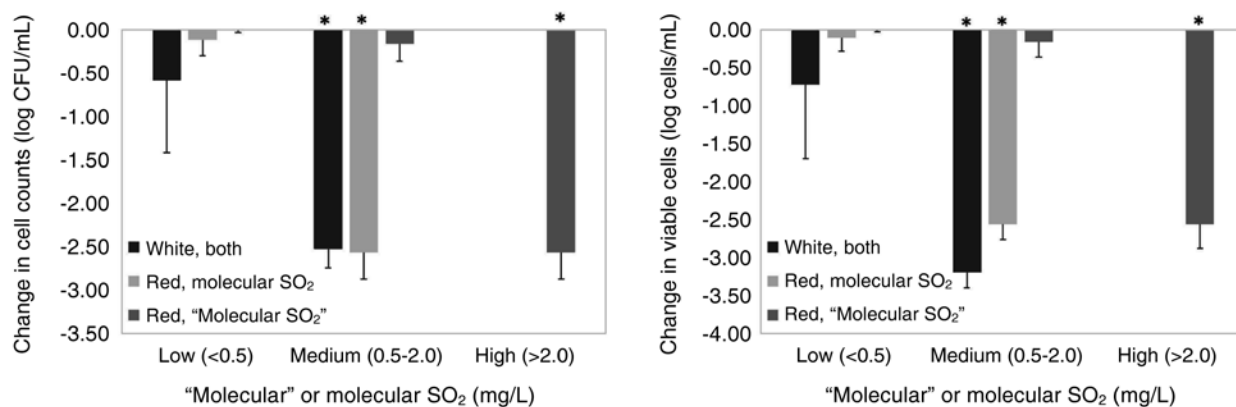 Change in cell counts (log CFU/mL)
0.00
-0.50
-1.00
-1.50
-2.00
-2.50
-3.00
-3.50
* * *
White, both
Red, molecular SO₂
Red, “Molecular SO₂”
Low (<0.5) Medium (0.5-2.0) High (>2.0)
“Molecular” or molecular SO₂ (mg/L)
Change in viable cells (log cells/mL)
0.00
-0.50
-1.00
-1.50
-2.00
-2.50
-3.00
-3.50
-4.00
* * *
White, both
Red, molecular SO₂
Red, “Molecular SO₂”
Low (<0.5) Medium (0.5-2.0) High (>2.0)
“Molecular” or molecular SO₂ (mg/L)